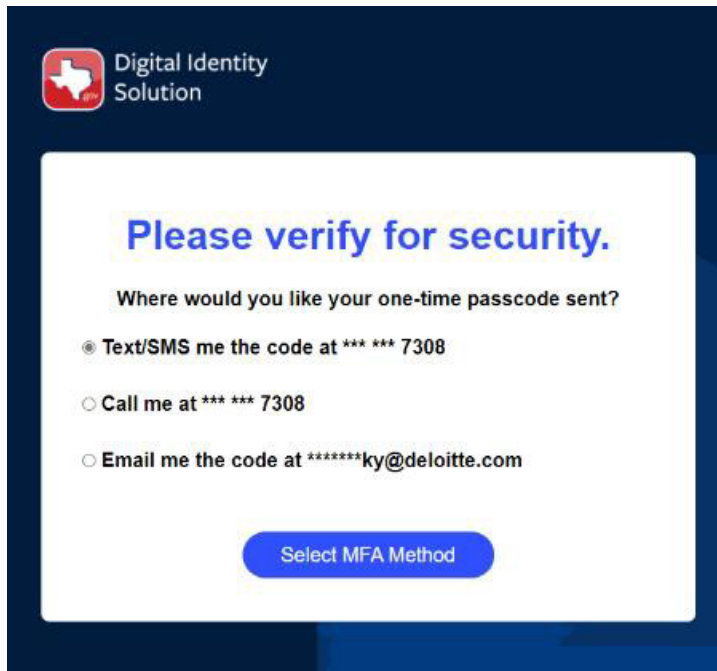 Digital Identity
Solution
.gov
Please verify for security.
Where would you like your one-time passcode sent?
Text/SMS me the code at *** *** 7308
Call me at *** *** 7308
Email me the code at *******ky@deloitte.com
Select MFA Method